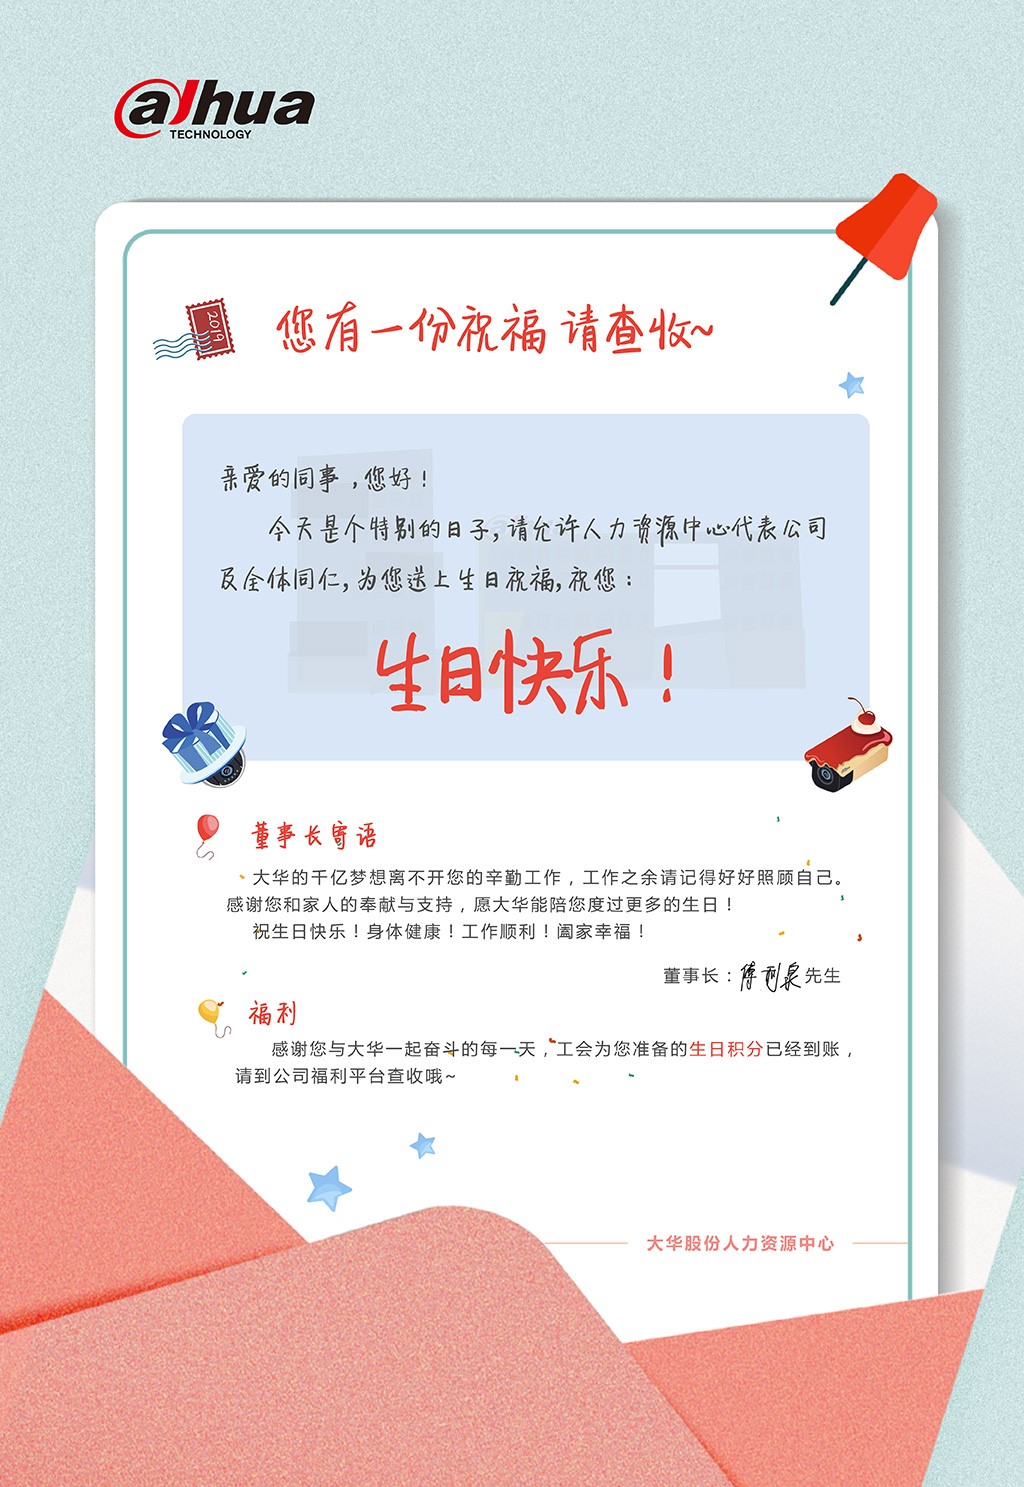 alhua
TECHNOLOGY
2019
您有一份祝福 请查收~
亲爱的同事,您好!
今天是个特别的日子,请允许人力资源中心代表公司
及全体同仁,为您送上生日祝福,祝您:
生日快乐!
董事长寄语
大华的千亿梦想离不开您的辛勤工作,工作之余请记得好好照顾自己。
感谢您和家人的奉献与支持,愿大华能陪您度过更多的生日!
祝生日快乐!身体健康!工作顺利!阖家幸福!
董事长:傅利泉先生
福利
感谢您与大华一起奋斗的每一天,工会为您准备的生日积分已经到账,
请到公司福利平台查收哦~
大华股份人力资源中心